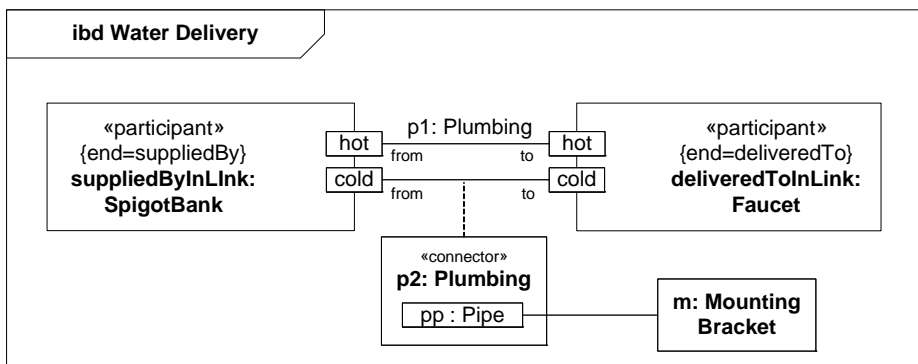 ibd Water Delivery
«participant»
{end=suppliedBy}
suppliedByInLInk:
SpigotBank
hot
cold
p1: Plumbing
from
to
from
to
hot
cold
«participant»
{end=deliveredTo}
deliveredToInLink:
Faucet
«connector»
p2: Plumbing
pp : Pipe
m: Mounting
Bracket